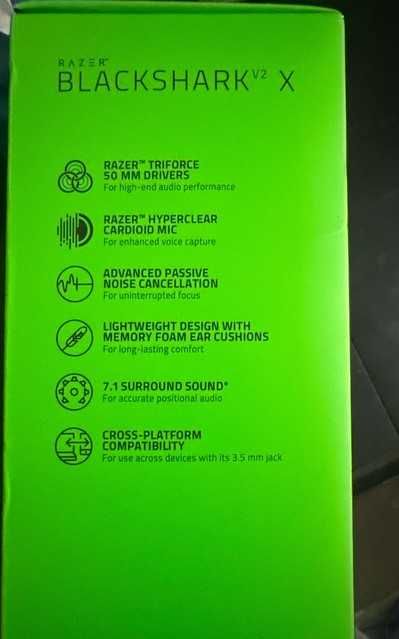 RAZER™
BLACKSHARK V2 X
RAZER™ TRIFORCE
50 MM DRIVERS
For high-end audio performance
RAZER™ HYPERCLEAR
CARDIOID MIC
For enhanced voice capture
ADVANCED PASSIVE
NOISE CANCELLATION
For uninterrupted focus
LIGHTWEIGHT DESIGN WITH
MEMORY FOAM EAR CUSHIONS
For long-lasting comfort
7.1 SURROUND SOUND*
For accurate positional audio
CROSS-PLATFORM
COMPATIBILITY
For use across devices with its 3.5 mm jack